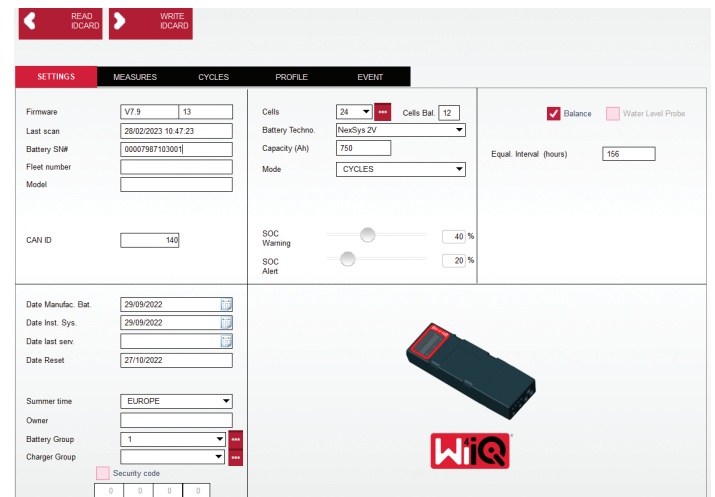 READ IDCARD
WRITE IDCARD
SETTINGS MEASURES CYCLES PROFILE EVENT
Firmware V7.9 13
Last scan 28/02/2023 10:47:23
Battery SN# 00007987103001
Fleet number
Model
CAN ID 140
Cells 24 ... Cells Bal. 12
Battery Techno. NexSys 2V
Capacity (Ah) 750
Mode CYCLES
SOC Warning 40 %
SOC Alert 20 %
Balance Water Level Probe
Equal. Interval (hours) 156
Date Manufac. Bat. 29/09/2022
Date Inst. Sys. 29/09/2022
Date last serv.
Date Reset 27/10/2022
Summer time EUROPE
Owner
Battery Group 1 ...
Charger Group ...
Security code
0 0 0 0
Wi4iQ